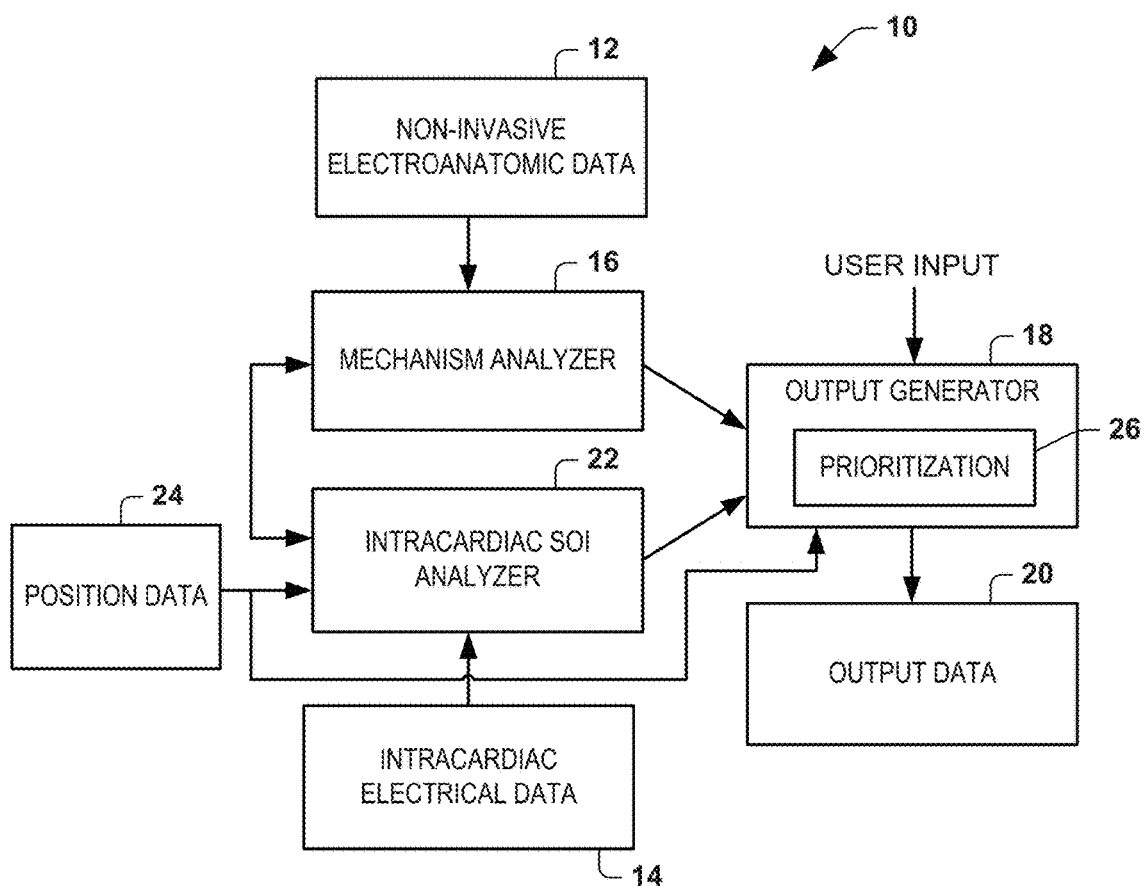 10
12
NON-INVASIVE
ELECTROANATOMIC DATA
16
MECHANISM ANALYZER
USER INPUT
18
OUTPUT GENERATOR
26
PRIORITIZATION
22
INTRACARDIAC SOI
ANALYZER
24
POSITION DATA
20
OUTPUT DATA
INTRACARDIAC
ELECTRICAL DATA
14